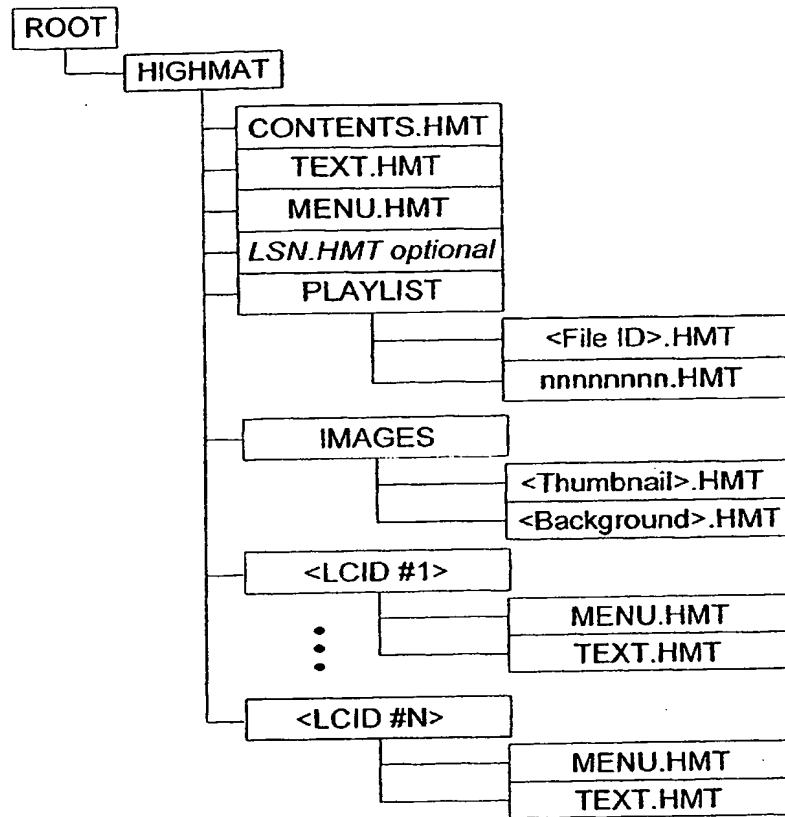 ROOT
HIGHMAT
CONTENTS.HMT
TEXT.HMT
MENU.HMT
LSN.HMT optional
PLAYLIST
<File ID>.HMT
nnnnnnnn.HMT
IMAGES
<Thumbnail>.HMT
<Background>.HMT
<LCID #1>
MENU.HMT
TEXT.HMT
<LCID #N>
MENU.HMT
TEXT.HMT